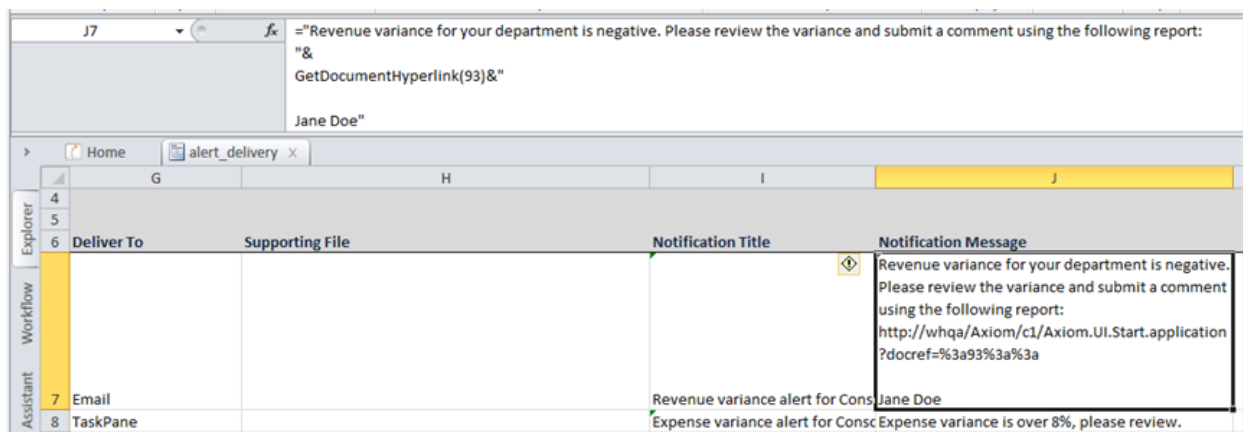 J7
fx
="Revenue variance for your department is negative. Please review the variance and submit a comment using the following report:
"&
GetDocumentHyperlink(93)&"
Jane Doe"
Home
alert_delivery
G H I J
4
5
6 Deliver To Supporting File Notification Title Notification Message
Revenue variance for your department is negative.
Please review the variance and submit a comment
using the following report:
http://whqa/Axiom/c1/Axiom.UI.Start.application
?docref=%3a93%3a%3a
7 Email Revenue variance alert for Cons Jane Doe
8 TaskPane Expense variance alert for Conso Expense variance is over 8%, please review.
Explorer
Workflow
Assistant